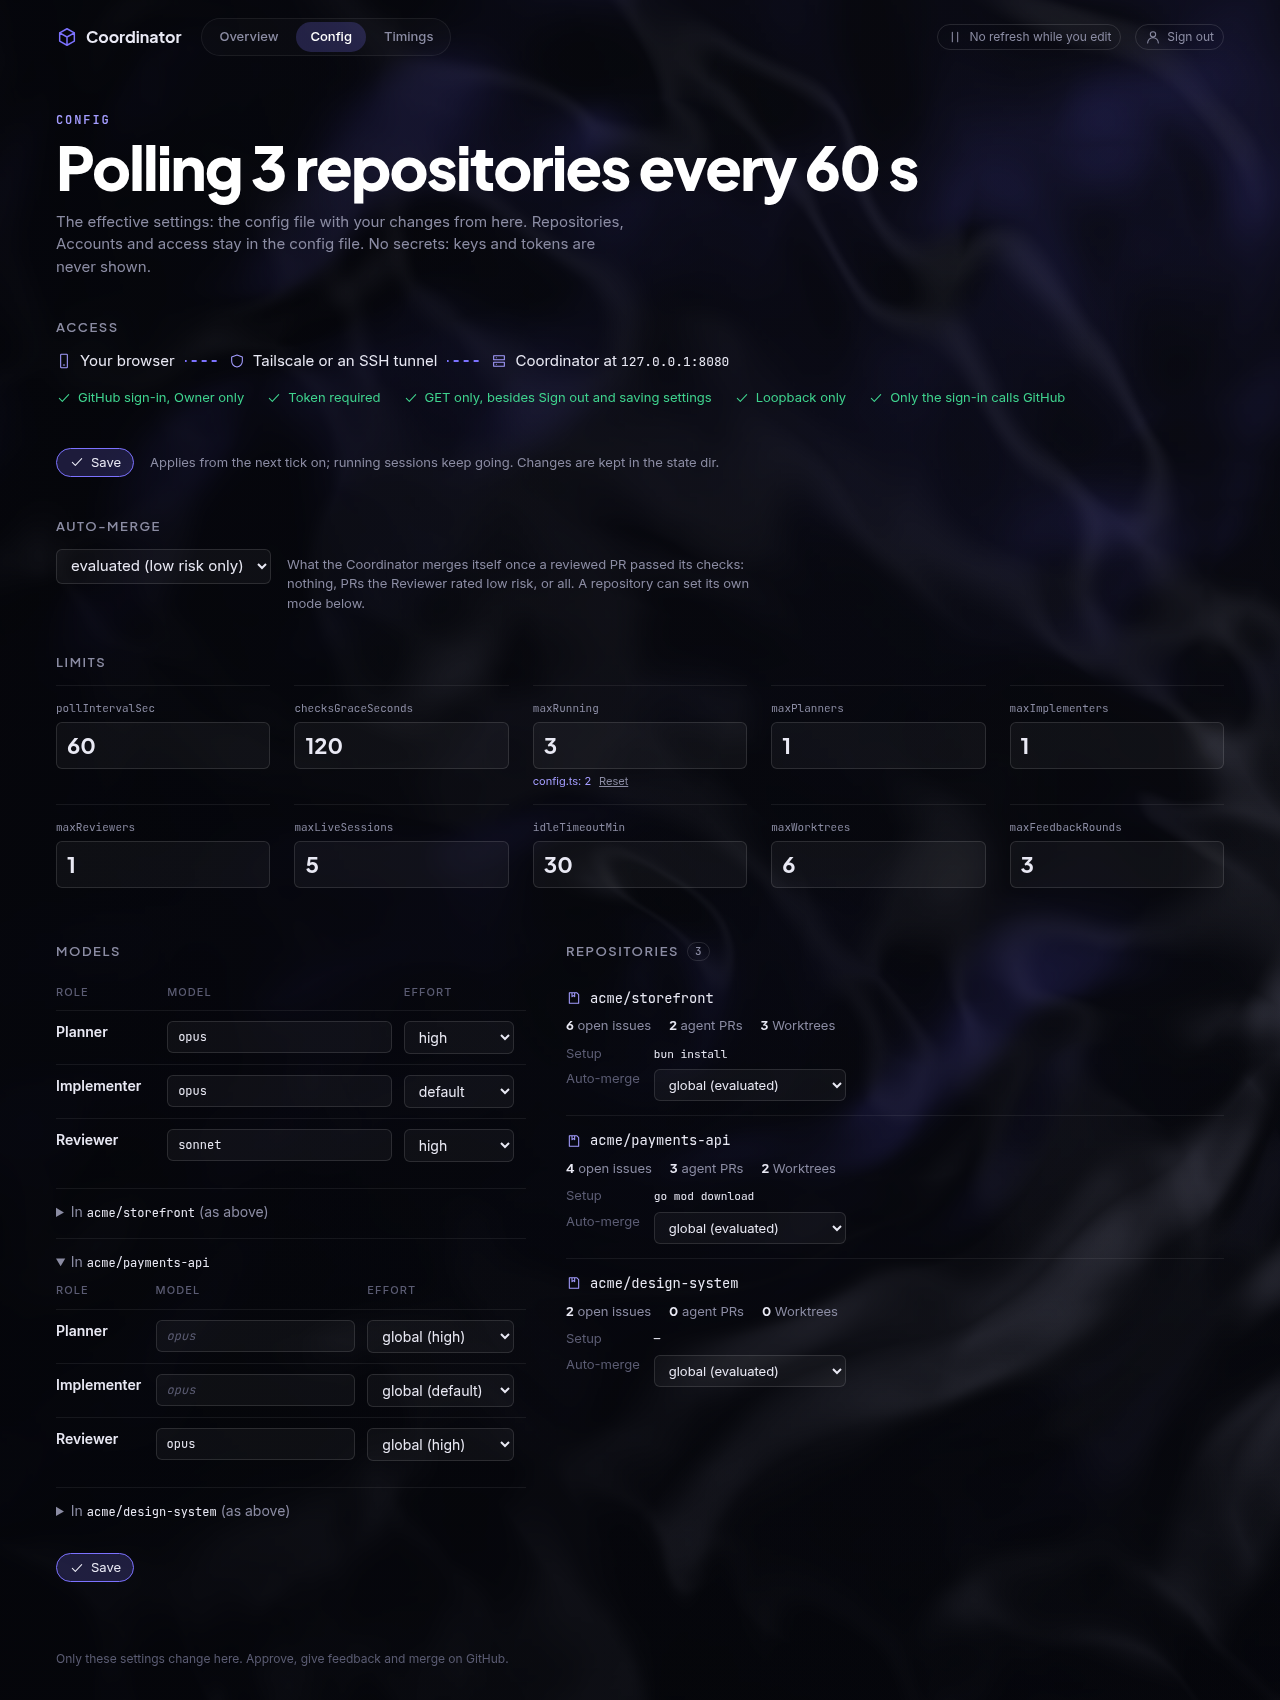 Coordinator
Overview
Config
Timings
No refresh while you edit
Sign out
CONFIG
Polling 3 repositories every 60 s
The effective settings: the config file with your changes from here. Repositories,
Accounts and access stay in the config file. No secrets: keys and tokens are
never shown.
ACCESS
Your browser
Tailscale or an SSH tunnel
Coordinator at 127.0.0.1:8080
GitHub sign-in, Owner only
Token required
GET only, besides Sign out and saving settings
Loopback only
Only the sign-in calls GitHub
Save
Applies from the next tick on; running sessions keep going. Changes are kept in the state dir.
AUTO-MERGE
evaluated (low risk only)
What the Coordinator merges itself once a reviewed PR passed its checks:
nothing, PRs the Reviewer rated low risk, or all. A repository can set its own
mode below.
LIMITS
pollIntervalSec
checksGraceSeconds
maxRunning
maxPlanners
maxImplementers
60
120
3
1
1
config.ts: 2 Reset
maxReviewers
maxLiveSessions
idleTimeoutMin
maxWorktrees
maxFeedbackRounds
1
5
30
6
3
MODELS
ROLE MODEL EFFORT
Planner opus high
Implementer opus default
Reviewer sonnet high
In acme/storefront (as above)
In acme/payments-api
ROLE MODEL EFFORT
Planner opus global (high)
Implementer opus global (default)
Reviewer opus global (high)
In acme/design-system (as above)
Save
REPOSITORIES 3
acme/storefront
6 open issues 2 agent PRs 3 Worktrees
Setup bun install
Auto-merge global (evaluated)
acme/payments-api
4 open issues 3 agent PRs 2 Worktrees
Setup go mod download
Auto-merge global (evaluated)
acme/design-system
2 open issues 0 agent PRs 0 Worktrees
Setup –
Auto-merge global (evaluated)
Only these settings change here. Approve, give feedback and merge on GitHub.